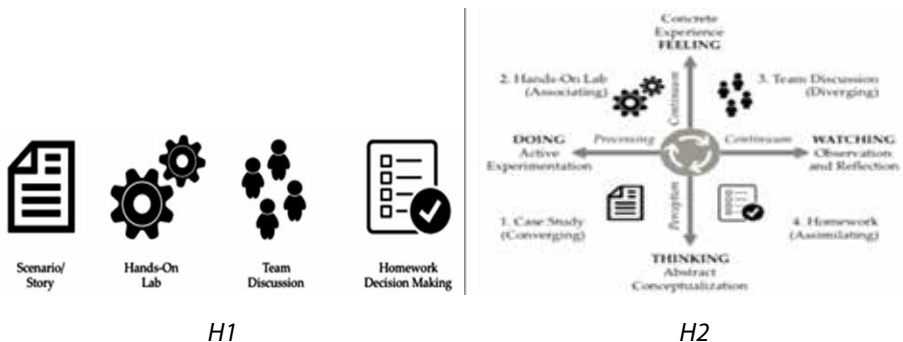 Scenario/
Story
Hands-On
Lab
Team
Discussion
Homework
Decision Making
H1
Concrete
Experience
FEELING
2. Hands-On Lab
(Associating)
Continuum
3. Team Discussion
(Diverging)
DOING
Active
Experimentation
Processing
Continuum
WATCHING
Observation
and Reflection
1. Case Study
(Converging)
Perception
4. Homework
(Assimilating)
THINKING
Abstract
Conceptualization
H2